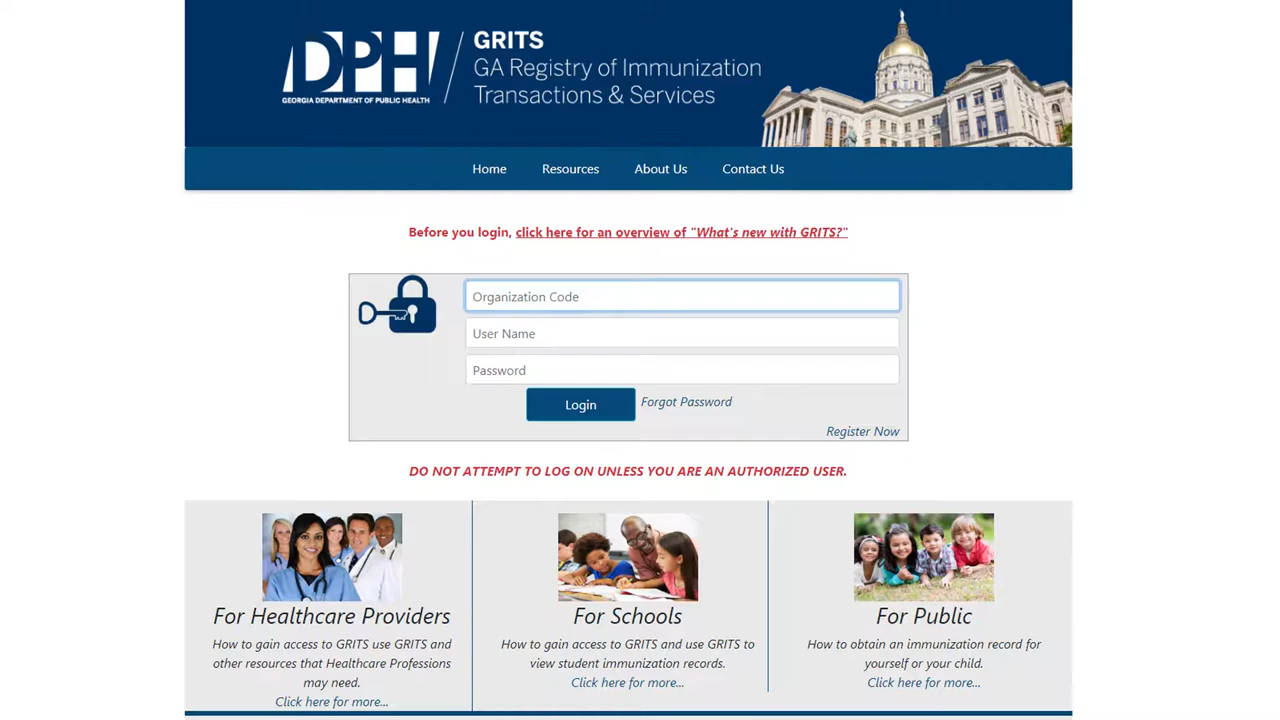 DPH
GEORGIA DEPARTMENT OF PUBLIC HEALTH
GRITS
GA Registry of Immunization
Transactions & Services
Home Resources About Us Contact Us
Before you login, click here for an overview of "What's new with GRITS?"
Organization Code
User Name
Password
Login Forgot Password
Register Now
DO NOT ATTEMPT TO LOG ON UNLESS YOU ARE AN AUTHORIZED USER.
For Healthcare Providers
How to gain access to GRITS use GRITS and
other resources that Healthcare Professions
may need.
Click here for more...
For Schools
How to gain access to GRITS and use GRITS to
view student immunization records.
Click here for more...
For Public
How to obtain an immunization record for
yourself or your child.
Click here for more...